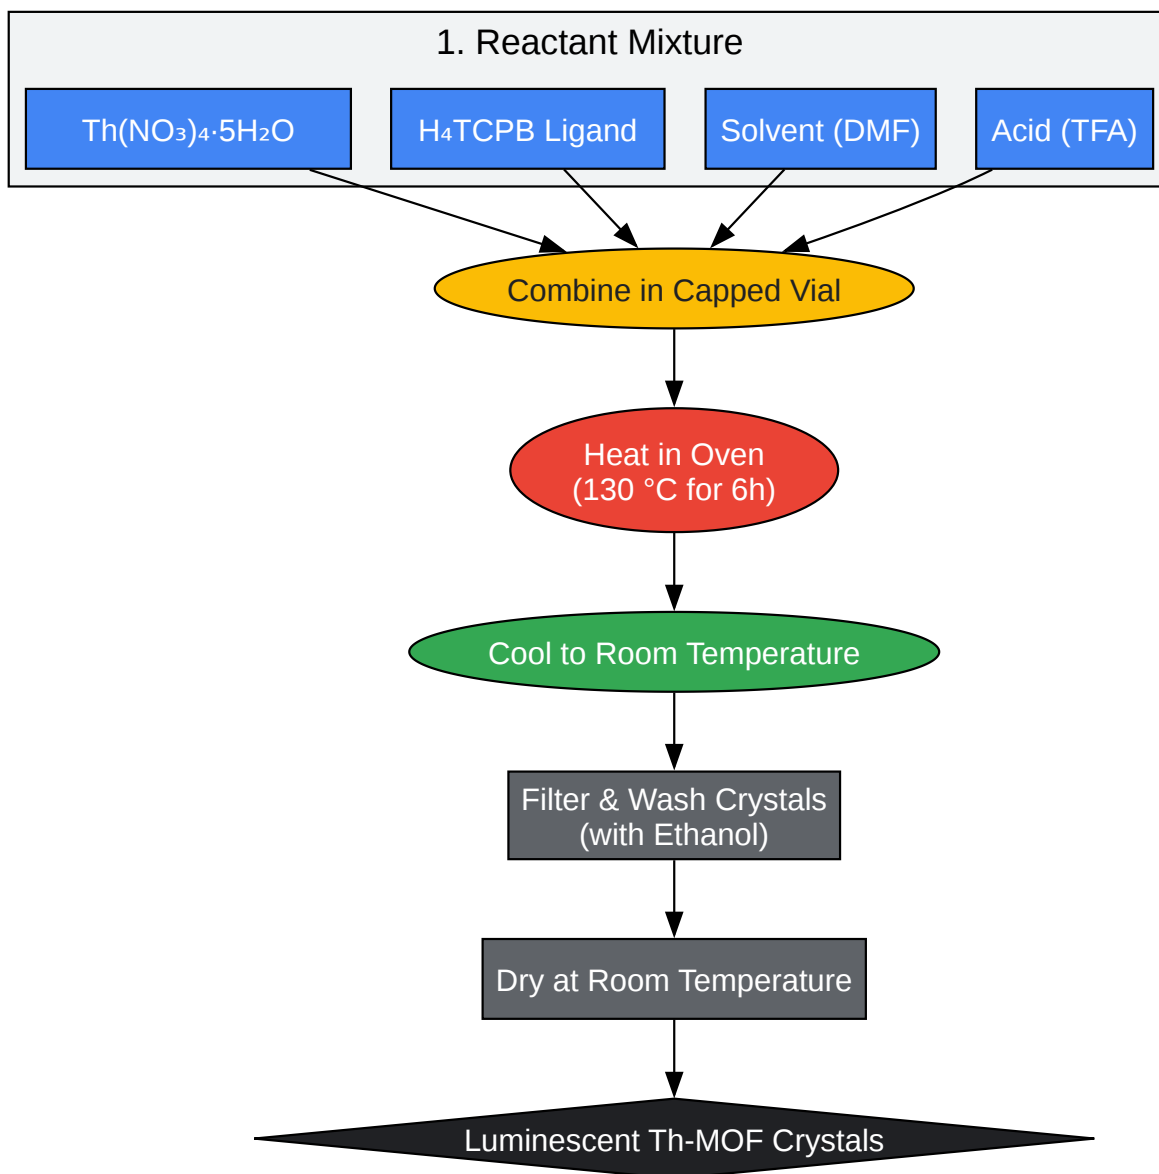 1. Reactant Mixture
Th(NO₃)₄·5H₂O
H₄TCPB Ligand
Solvent (DMF)
Acid (TFA)
Combine in Capped Vial
Heat in Oven
(130 °C for 6h)
Cool to Room Temperature
Filter & Wash Crystals
(with Ethanol)
Dry at Room Temperature
Luminescent Th-MOF Crystals